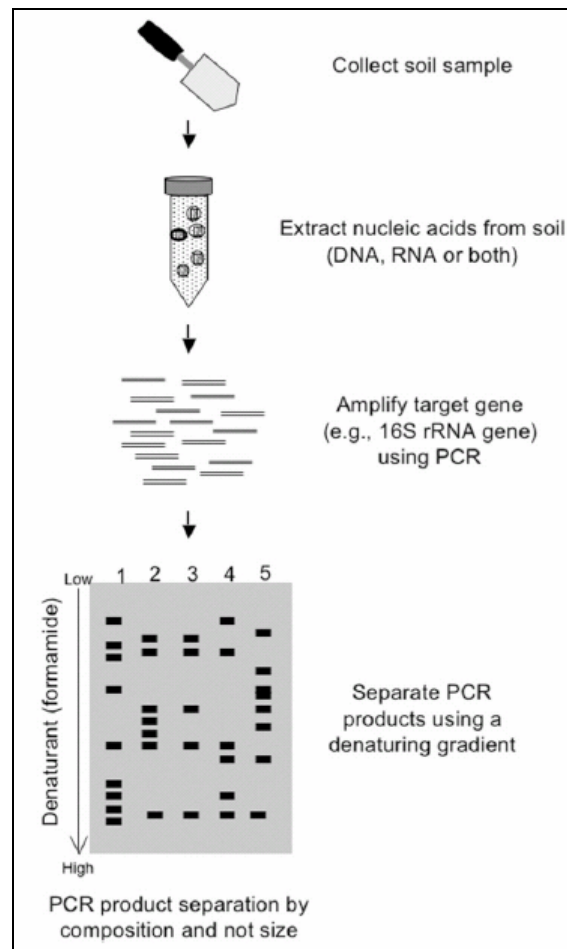 Collect soil sample
Extract nucleic acids from soil
(DNA, RNA or both)
Amplify target gene
(e.g., 16S rRNA gene)
using PCR
1 2 3 4 5
Low
Denaturant (formamide)
High
Separate PCR
products using a
denaturing gradient
PCR product separation by
composition and not size